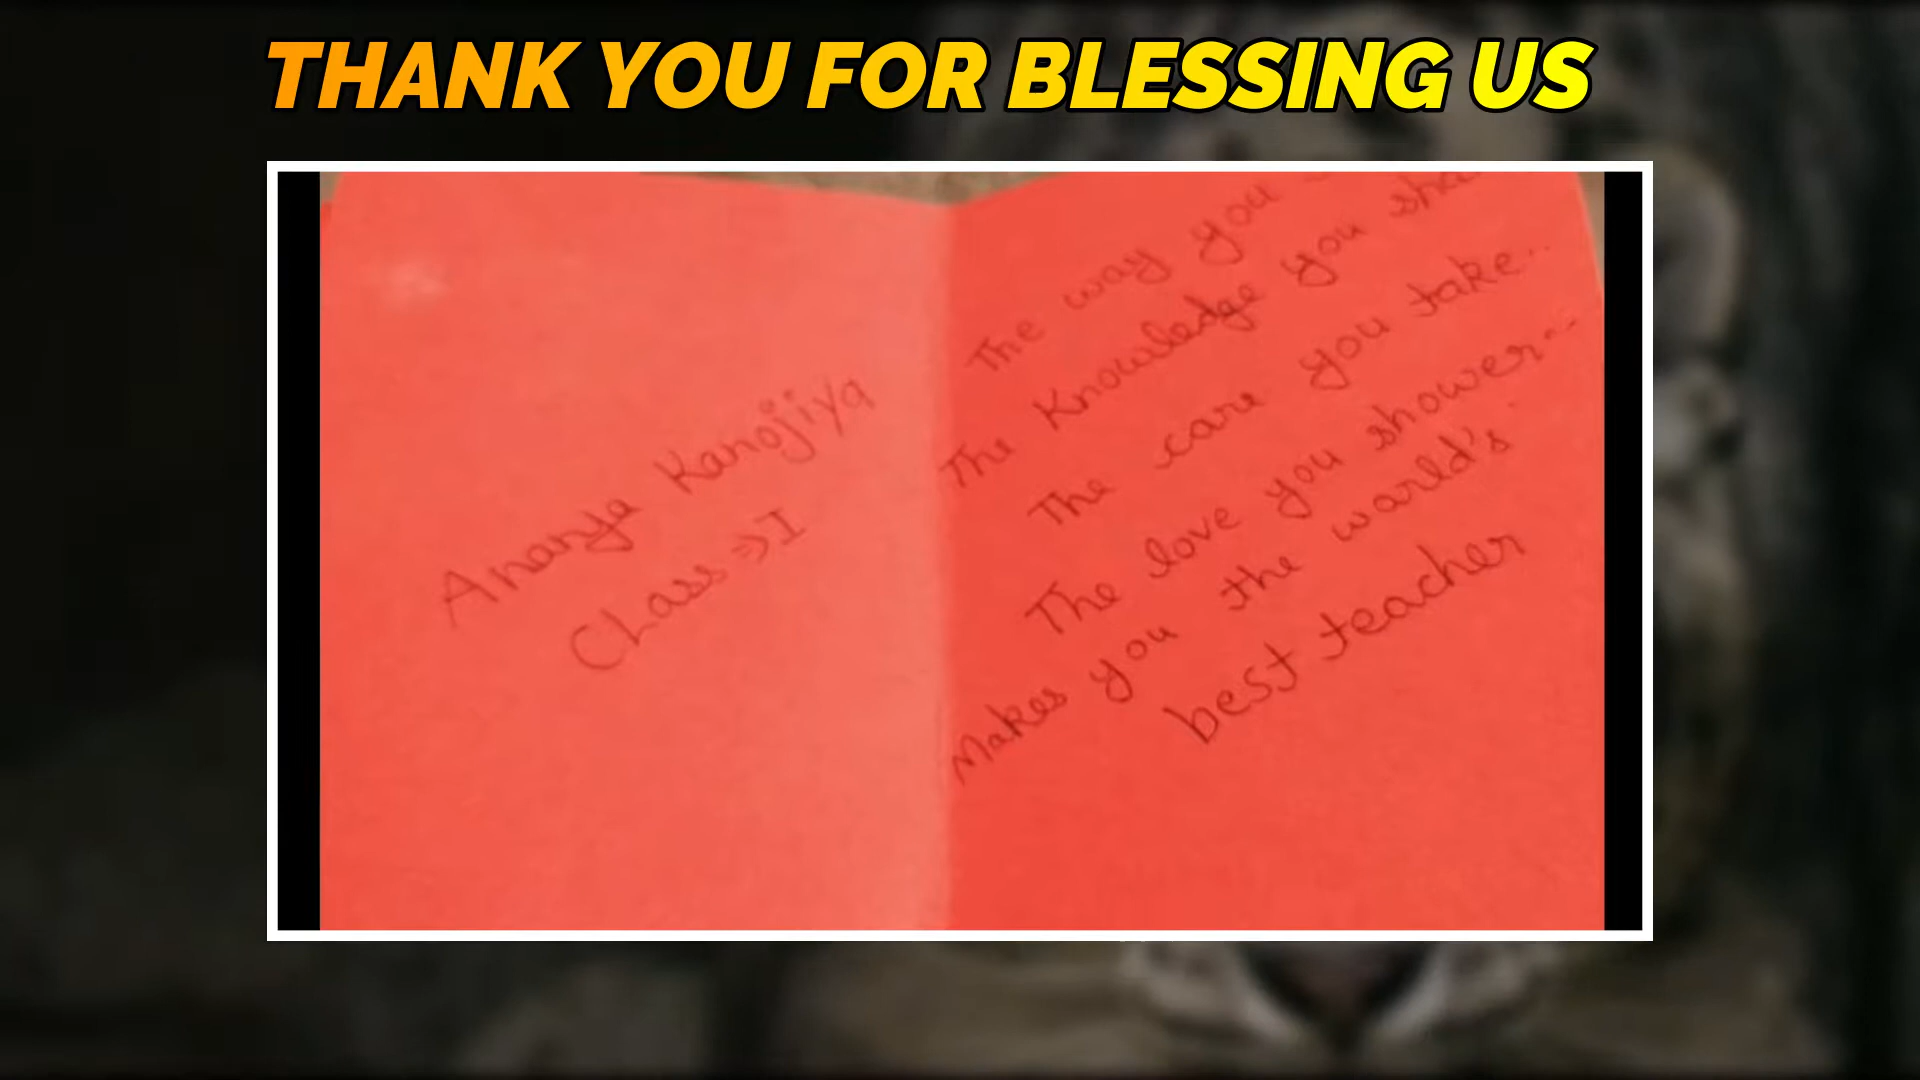 THANK YOU FOR BLESSING US
Ananya Kanojiya
Class => I
The way you
The Knowledge you
The care you take..
The love you shower...
Makes you the world's
best teacher